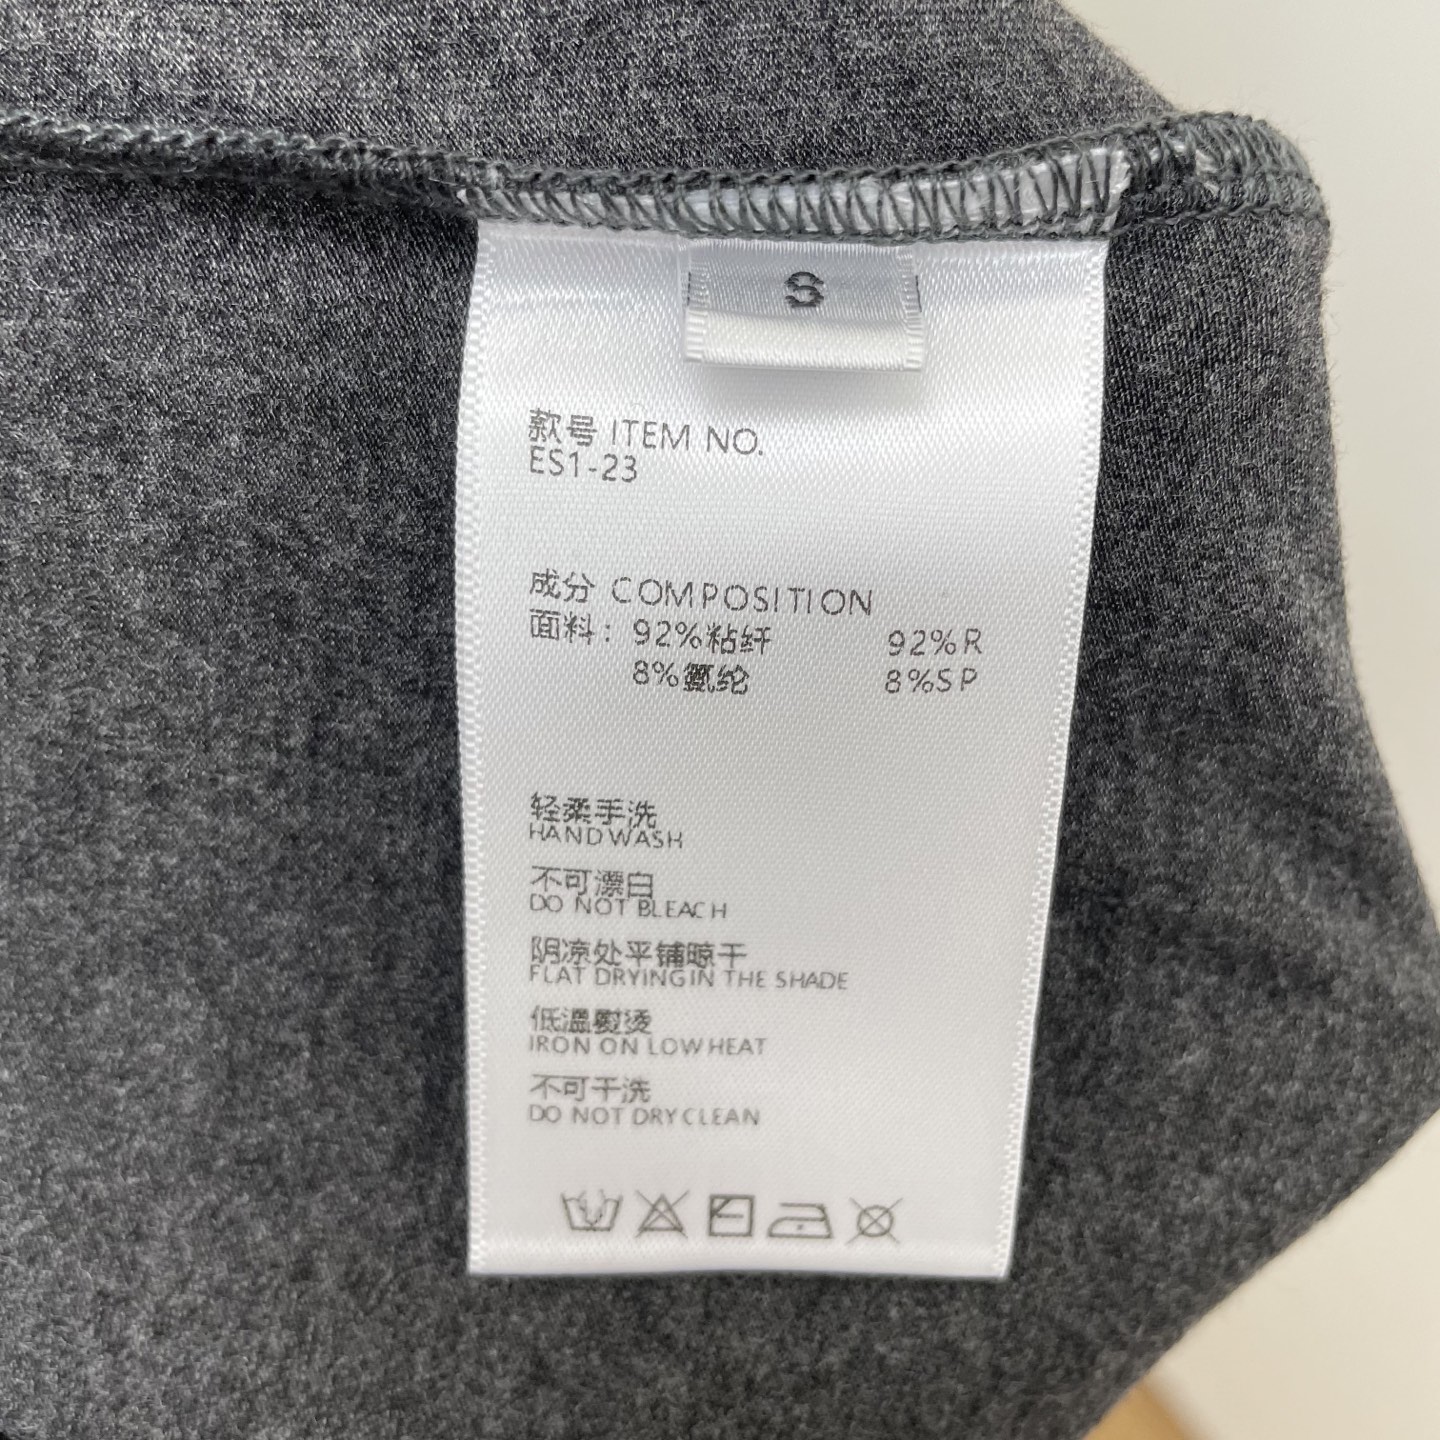 S
款号 ITEM NO.
ES1-23
成分 COMPOSITION
面料: 92%粘纤 92%R
8%氨纶 8%SP
轻柔手洗
HAND WASH
不可漂白
DO NOT BLEACH
阴凉处平铺晾干
FLAT DRYING IN THE SHADE
低温熨烫
IRON ON LOW HEAT
不可干洗
DO NOT DRY CLEAN